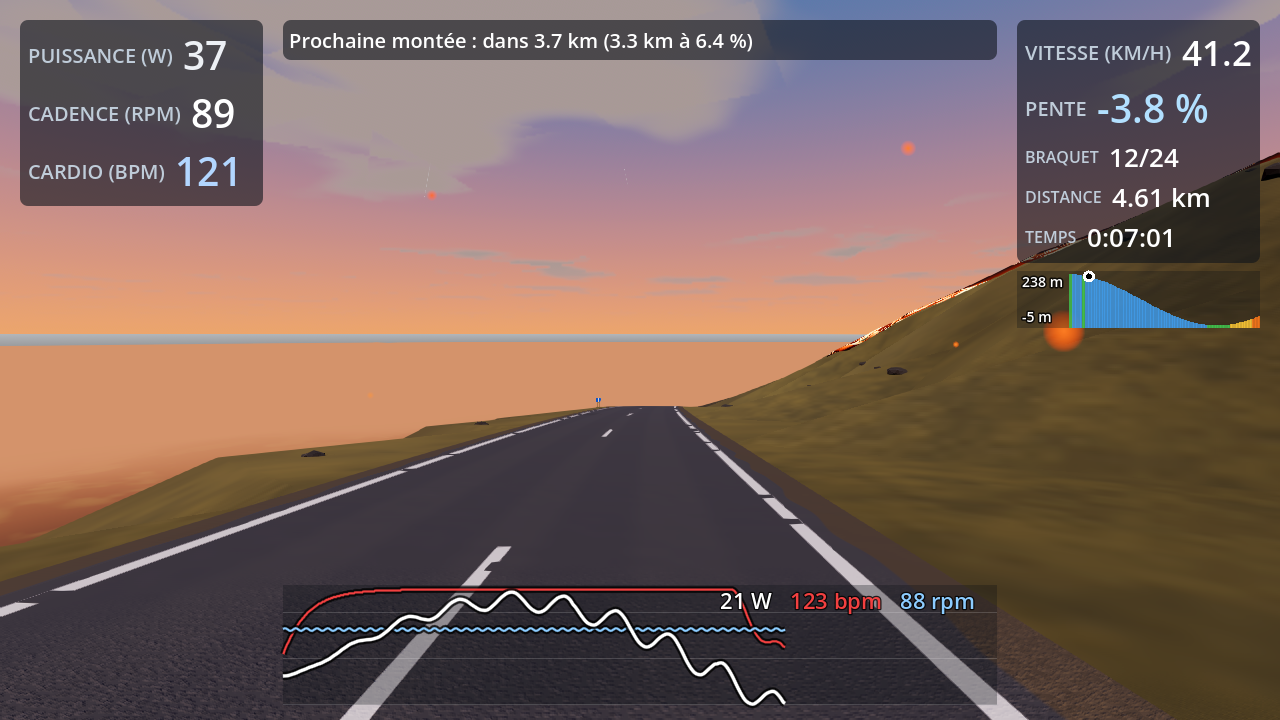 PUISSANCE (W) 37
CADENCE (RPM) 89
CARDIO (BPM) 121
Prochaine montée : dans 3.7 km (3.3 km à 6.4 %)
VITESSE (KM/H) 41.2
PENTE -3.8 %
BRAQUET 12/24
DISTANCE 4.61 km
TEMPS 0:07:01
238 m
-5 m
21 W 123 bpm 88 rpm